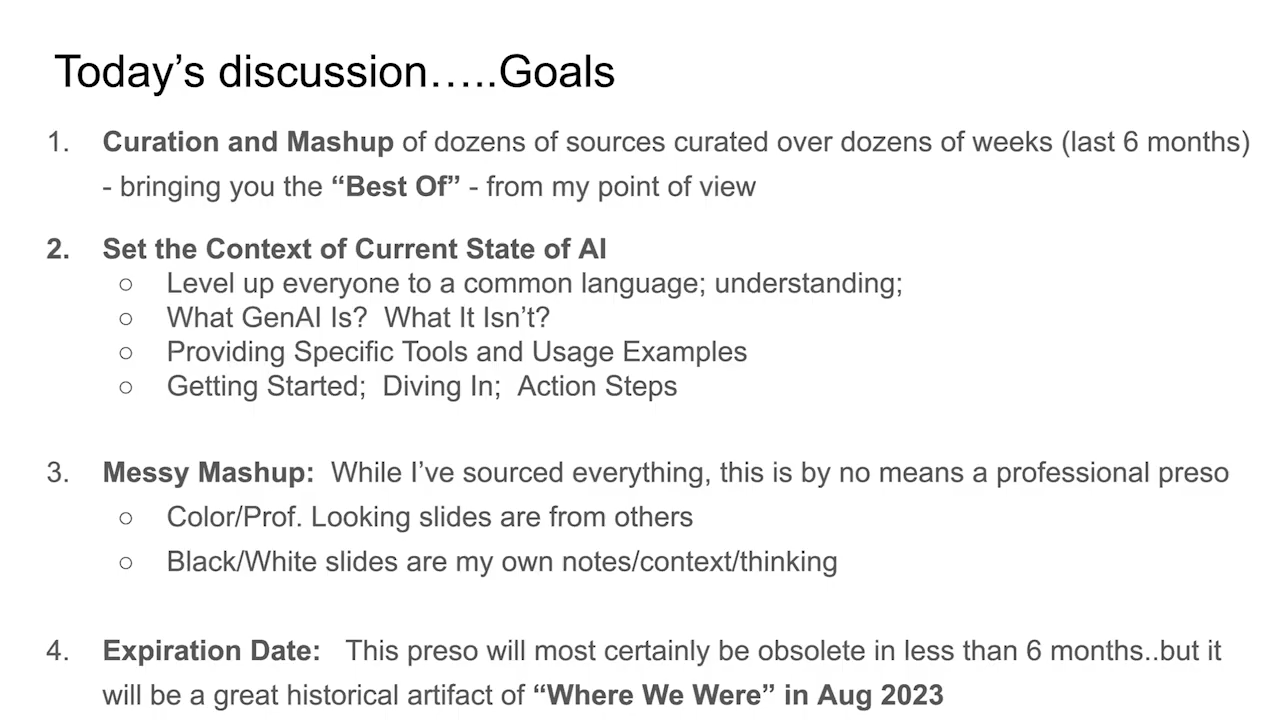 Today’s discussion…..Goals
1. Curation and Mashup of dozens of sources curated over dozens of weeks (last 6 months)
- bringing you the “Best Of” - from my point of view
2. Set the Context of Current State of AI
○ Level up everyone to a common language; understanding;
○ What GenAI Is?  What It Isn’t?
○ Providing Specific Tools and Usage Examples
○ Getting Started;  Diving In;  Action Steps
3. Messy Mashup:  While I’ve sourced everything, this is by no means a professional preso
○ Color/Prof. Looking slides are from others
○ Black/White slides are my own notes/context/thinking
4. Expiration Date:   This preso will most certainly be obsolete in less than 6 months..but it
will be a great historical artifact of “Where We Were” in Aug 2023